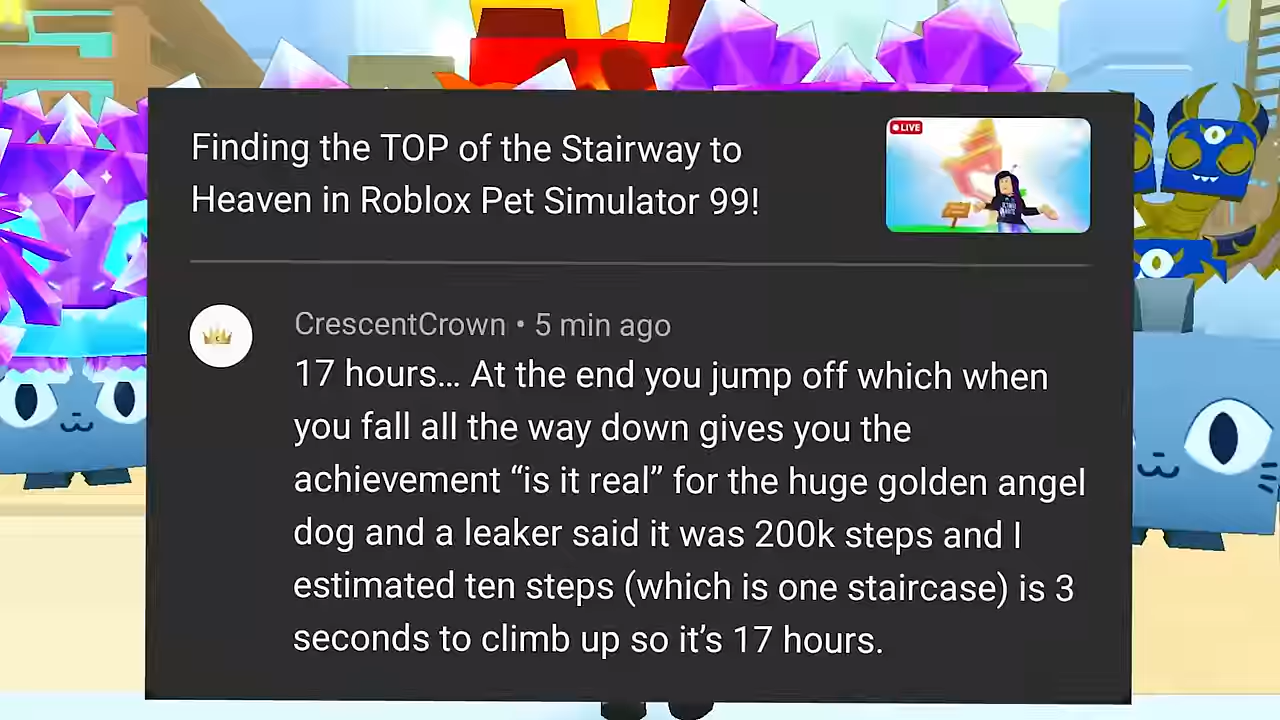 Finding the TOP of the Stairway to
Heaven in Roblox Pet Simulator 99!
LIVE
CrescentCrown • 5 min ago
17 hours... At the end you jump off which when
you fall all the way down gives you the
achievement “is it real” for the huge golden angel
dog and a leaker said it was 200k steps and I
estimated ten steps (which is one staircase) is 3
seconds to climb up so it’s 17 hours.